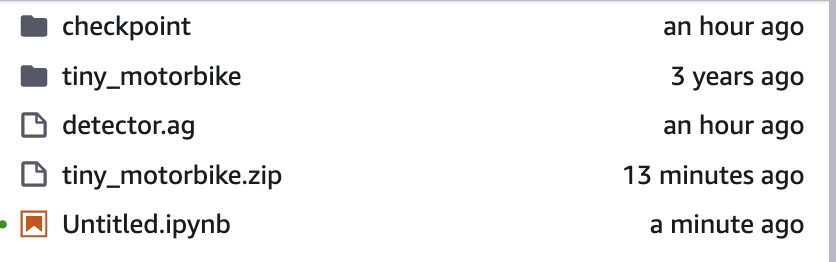 checkpoint an hour ago
tiny_motorbike 3 years ago
detector.ag an hour ago
tiny_motorbike.zip 13 minutes ago
Untitled.ipynb a minute ago